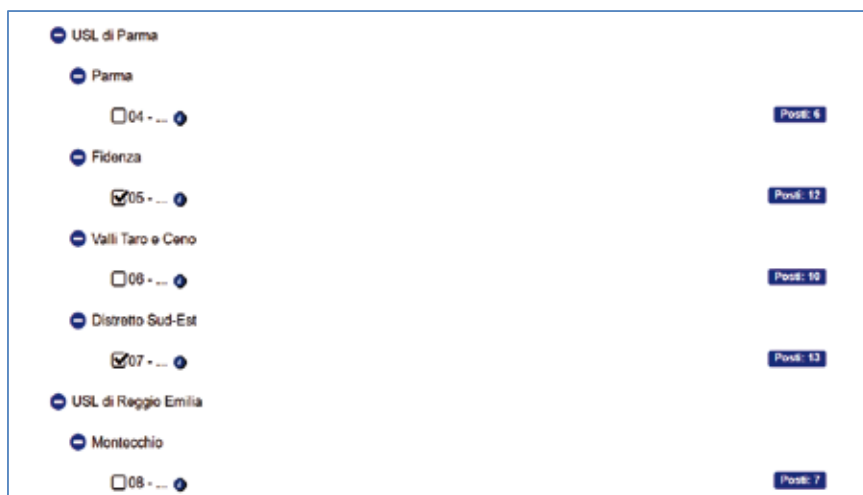 USL di Parma
Parma
04 - ... Posti: 6
Fidenza
05 - ... Posti: 12
Valli Taro e Ceno
06 - ... Posti: 10
Distretto Sud-Est
07 - ... Posti: 13
USL di Reggio Emilia
Montecchio
08 - ... Posti: 7